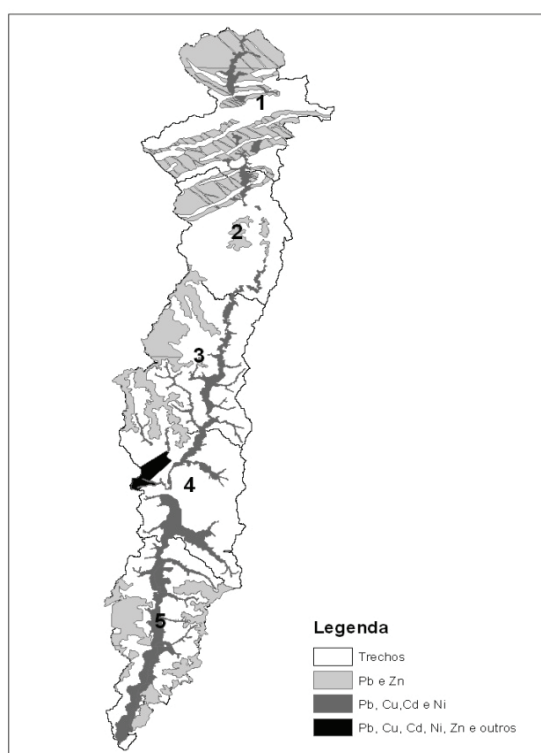 1
2
3
4
5
Legenda
Trechos
Pb e Zn
Pb, Cu,Cd e Ni
Pb, Cu, Cd, Ni, Zn e outros